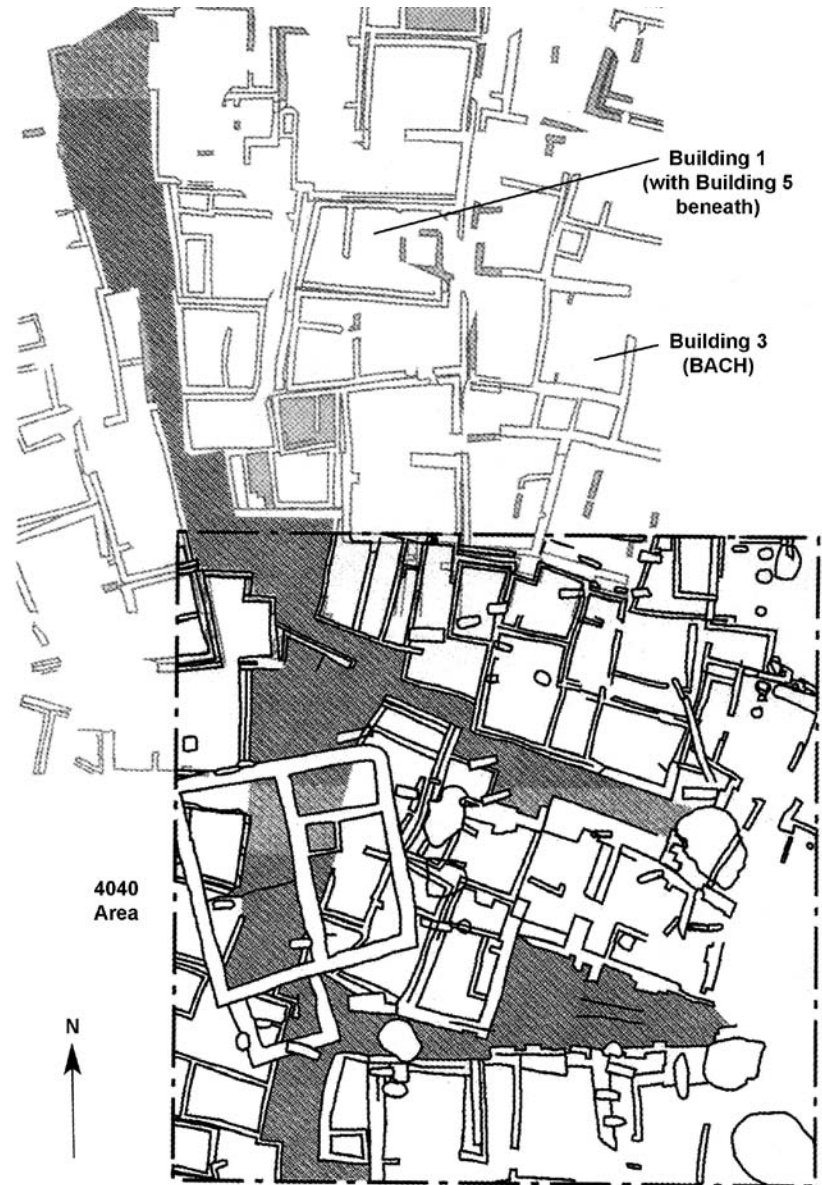 Building 1
(with Building 5
beneath)
Building 3
(BACH)
4040
Area
N